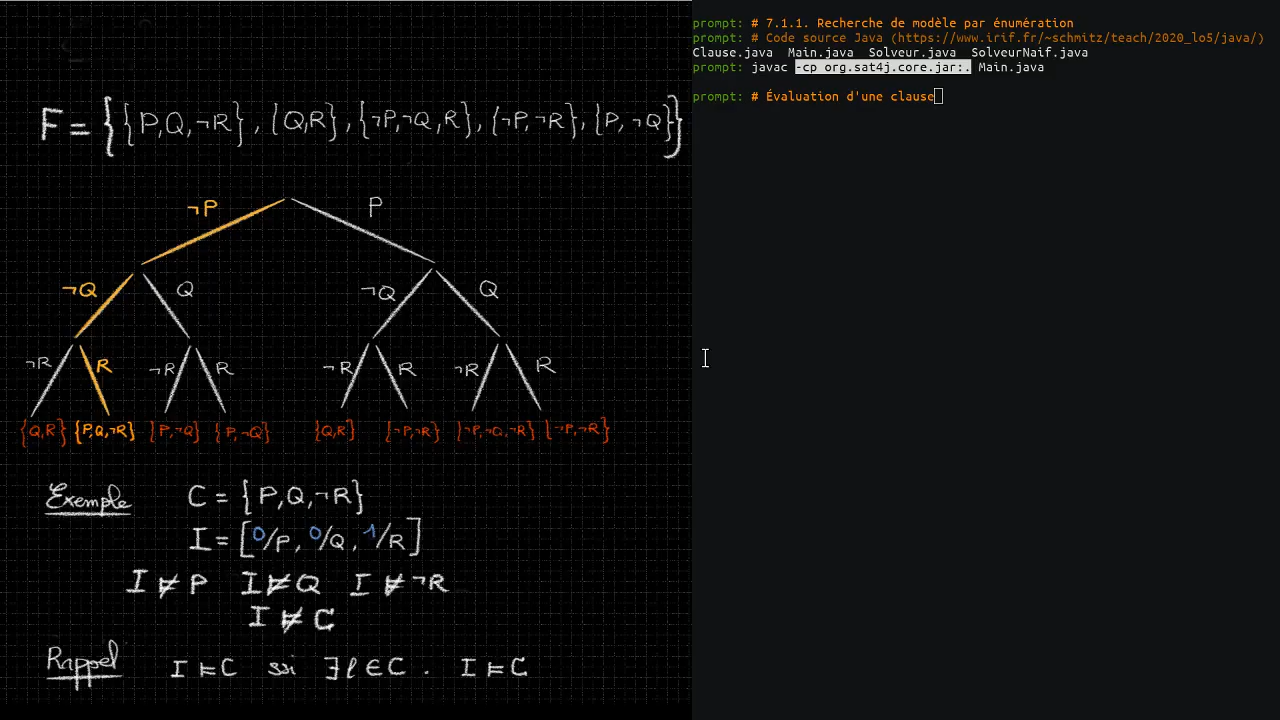 F = {{P,Q,¬R}, {Q,R}, {¬P,¬Q,R}, {¬P,¬R}, {P,¬Q}}
¬P P
¬Q Q ¬Q Q
¬R R ¬R R ¬R R ¬R R
{Q,R} {P,Q,¬R} {P,¬Q} {P,¬Q} {Q,R} {¬P,¬R} {¬P,¬Q,¬R} {¬P,¬R}
Exemple C = {P,Q,¬R}
I = [0/P, 0/Q, 1/R]
I ⊭ P I ⊭ Q I ⊭ ¬R
I ⊭ C
Rappel I ⊨ C ssi ∃ℓ∈C . I ⊨ C
prompt: # 7.1.1. Recherche de modèle par énumération
prompt: # Code source Java (https://www.irif.fr/~schmitz/teach/2020_lo5/java/)
Clause.java Main.java Solveur.java SolveurNaif.java
prompt: javac -cp org.sat4j.core.jar:. Main.java
prompt: # Évaluation d'une clause